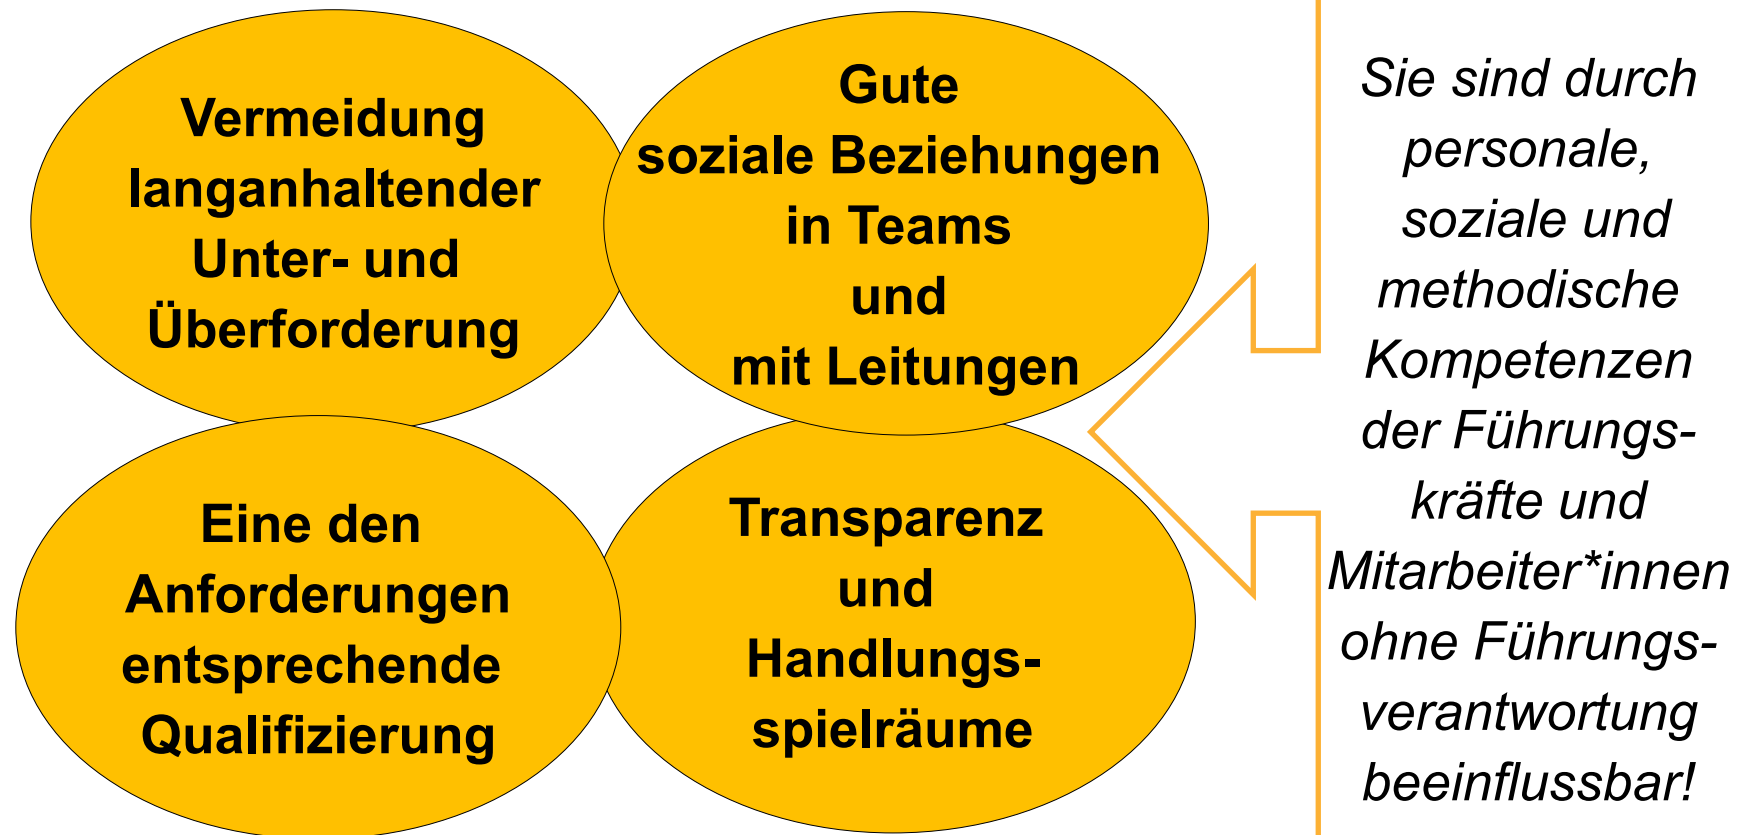 Vermeidung
langanhaltender
Unter- und
Überforderung
Gute
soziale Beziehungen
in Teams
und
mit Leitungen
Eine den
Anforderungen
entsprechende
Qualifizierung
Transparenz
und
Handlungs-
spielräume
Sie sind durch
personale,
soziale und
methodische
Kompetenzen
der Führungs-
kräfte und
Mitarbeiter*innen
ohne Führungs-
verantwortung
beeinflussbar!